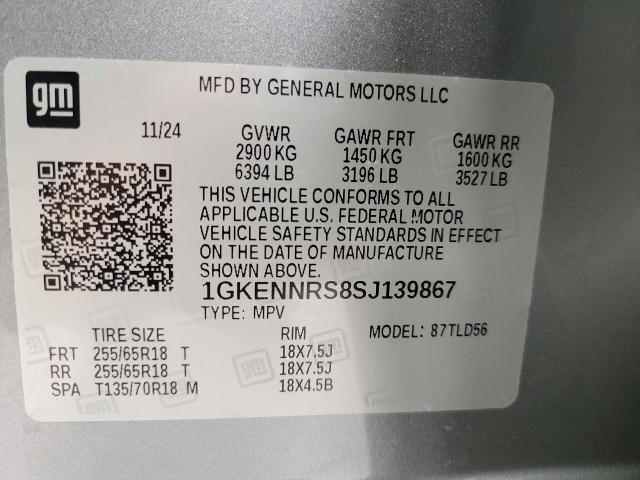 gm
MFD BY GENERAL MOTORS LLC
11/24 GVWR GAWR FRT GAWR RR
2900 KG 1450 KG 1600 KG
6394 LB 3196 LB 3527 LB
THIS VEHICLE CONFORMS TO ALL
APPLICABLE U.S. FEDERAL MOTOR
VEHICLE SAFETY STANDARDS IN EFFECT
ON THE DATE OF MANUFACTURE
SHOWN ABOVE.
1GKENNRS8SJ139867
TYPE: MPV
TIRE SIZE RIM MODEL: 87TLD56
FRT 255/65R18 T 18X7.5J
RR 255/65R18 T 18X7.5J
SPA T135/70R18 M 18X4.5B